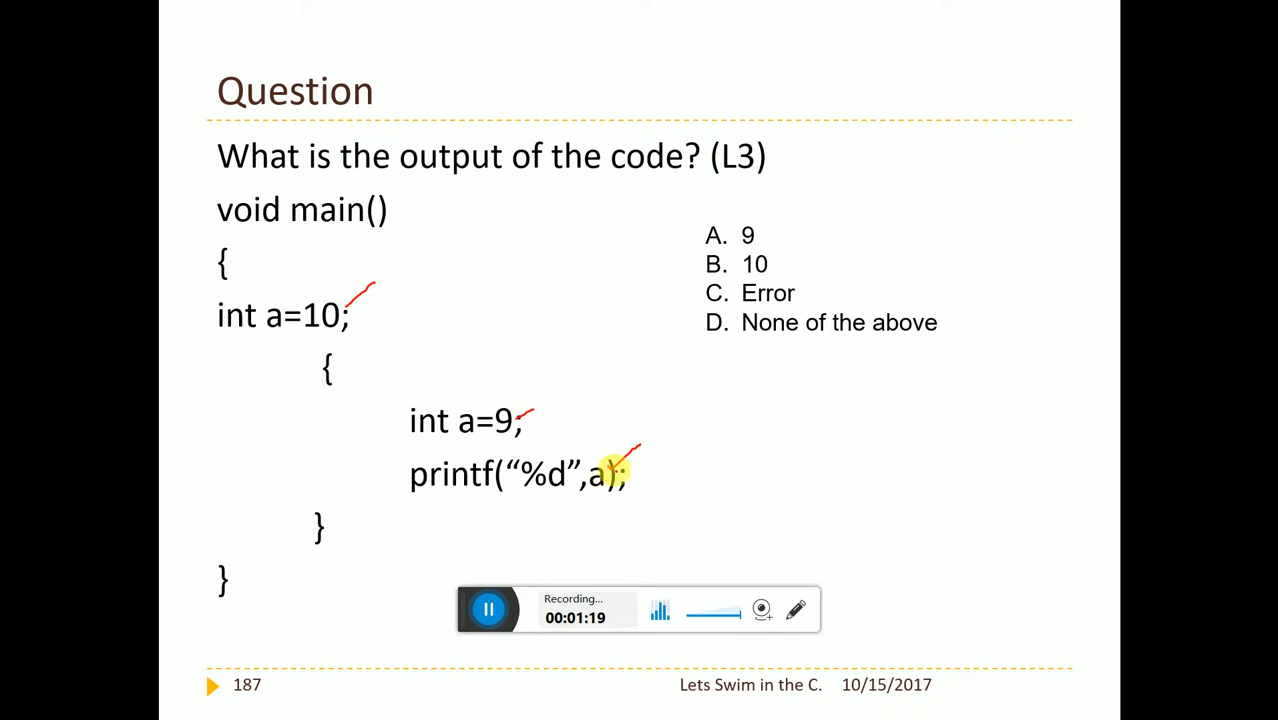 Question
What is the output of the code? (L3)
void main()
{
int a=10;
{
int a=9;
printf(“%d”,a);
}
}
A. 9
B. 10
C. Error
D. None of the above
Recording...
00:01:19
187
Lets Swim in the C. 10/15/2017